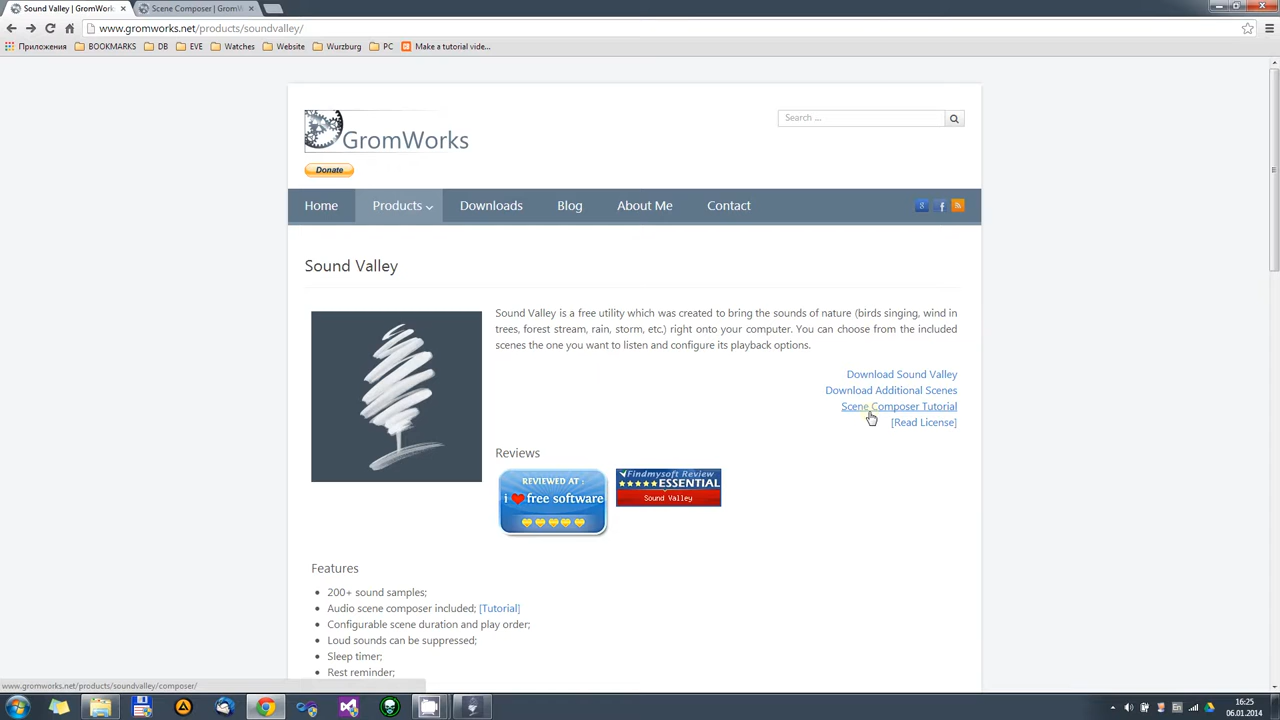 Sound Valley | GromWork
Scene Composer | GromW
www.gromworks.net/products/soundvalley/
Приложения BOOKMARKS DB EVE Watches Website Wurzburg PC Make a tutorial vide...
GromWorks
Search ...
Donate
Home Products Downloads Blog About Me Contact
Sound Valley
Sound Valley is a free utility which was created to bring the sounds of nature (birds singing, wind in
trees, forest stream, rain, storm, etc.) right onto your computer. You can choose from the included
scenes the one you want to listen and configure its playback options.
Download Sound Valley
Download Additional Scenes
Scene Composer Tutorial
[Read License]
Reviews
REVIEWED AT :
i free software
Findmysoft Review
ESSENTIAL
Sound Valley
Features
200+ sound samples;
Audio scene composer included; [Tutorial]
Configurable scene duration and play order;
Loud sounds can be suppressed;
Sleep timer;
Rest reminder;
www.gromworks.net/products/soundvalley/composer/
16:25
06.01.2014